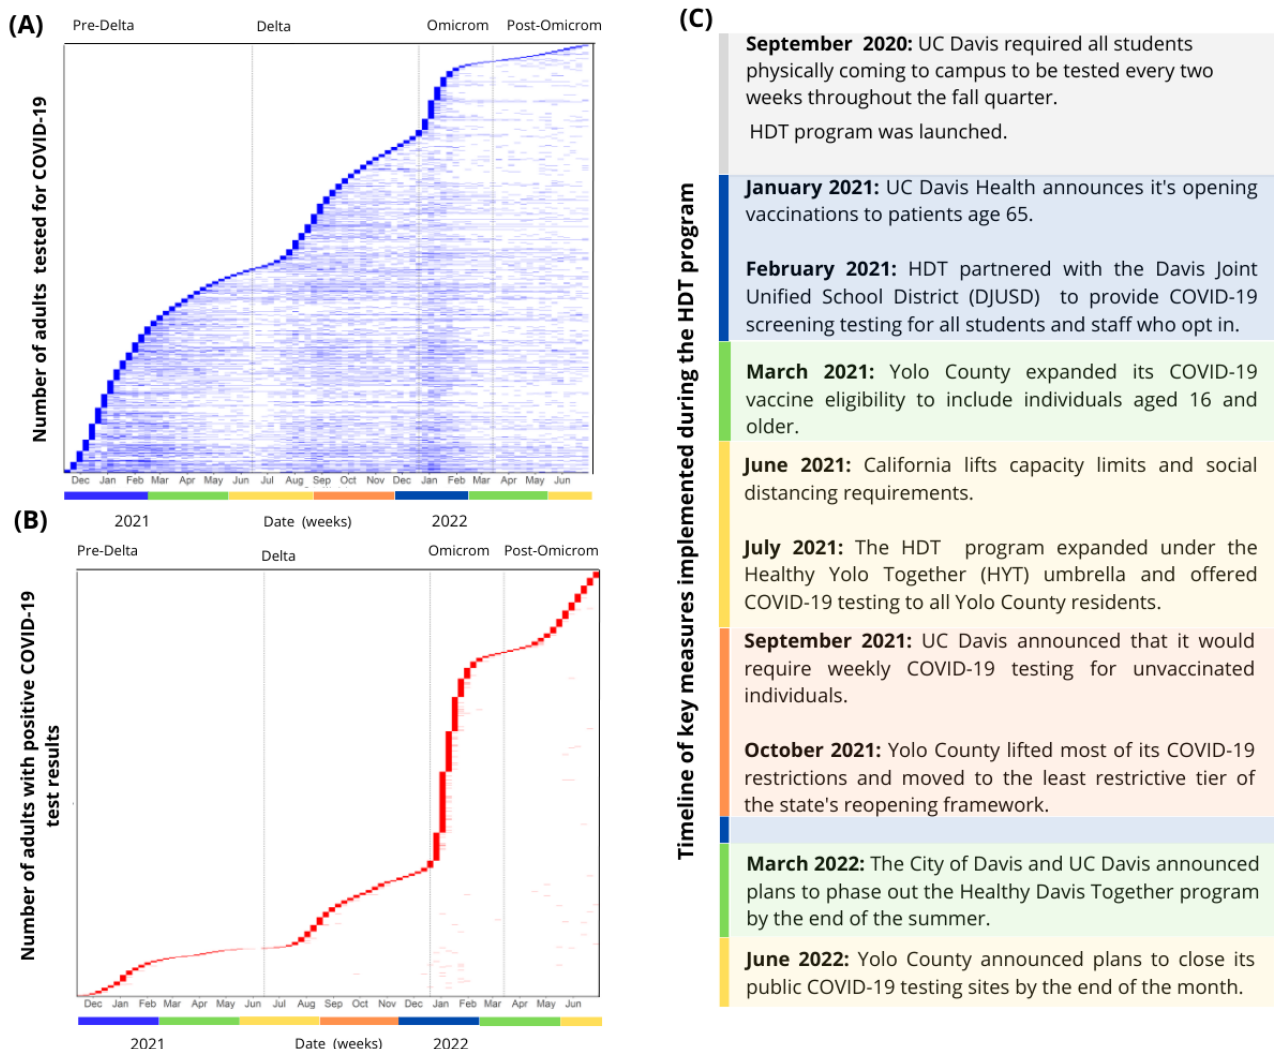 (A)
Pre-Delta
Delta
Omicrom
Post-Omicrom
Number of adults tested for COVID-19
Dec Jan Feb Mar Apr May Jun Jul Aug Sep Oct Nov Dec Jan Feb Mar Apr May Jun
2021 Date (weeks) 2022
(B)
Pre-Delta
Delta
Omicrom
Post-Omicrom
Number of adults with positive COVID-19
test results
Dec Jan Feb Mar Apr May Jun Jul Aug Sep Oct Nov Dec Jan Feb Mar Apr May Jun
2021 Date (weeks) 2022
(C)
Timeline of key measures implemented during the HDT program
September 2020: UC Davis required all students
physically coming to campus to be tested every two
weeks throughout the fall quarter.
HDT program was launched.
January 2021: UC Davis Health announces it's opening
vaccinations to patients age 65.
February 2021: HDT partnered with the Davis Joint
Unified School District (DJUSD) to provide COVID-19
screening testing for all students and staff who opt in.
March 2021: Yolo County expanded its COVID-19
vaccine eligibility to include individuals aged 16 and
older.
June 2021: California lifts capacity limits and social
distancing requirements.
July 2021: The HDT program expanded under the
Healthy Yolo Together (HYT) umbrella and offered
COVID-19 testing to all Yolo County residents.
September 2021: UC Davis announced that it would
require weekly COVID-19 testing for unvaccinated
individuals.
October 2021: Yolo County lifted most of its COVID-19
restrictions and moved to the least restrictive tier of
the state's reopening framework.
March 2022: The City of Davis and UC Davis announced
plans to phase out the Healthy Davis Together program
by the end of the summer.
June 2022: Yolo County announced plans to close its
public COVID-19 testing sites by the end of the month.